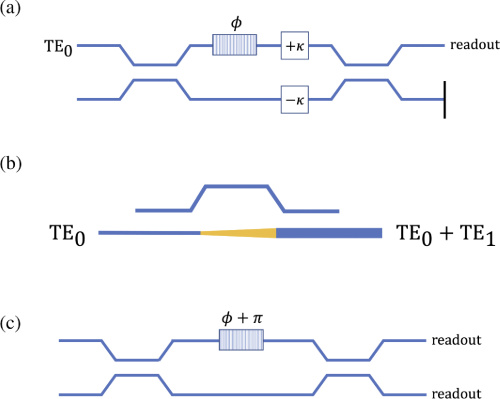 (a)
ϕ
TE₀ +κ readout
−κ
(b)
TE₀ TE₀ + TE₁
(c)
ϕ + π
readout
readout